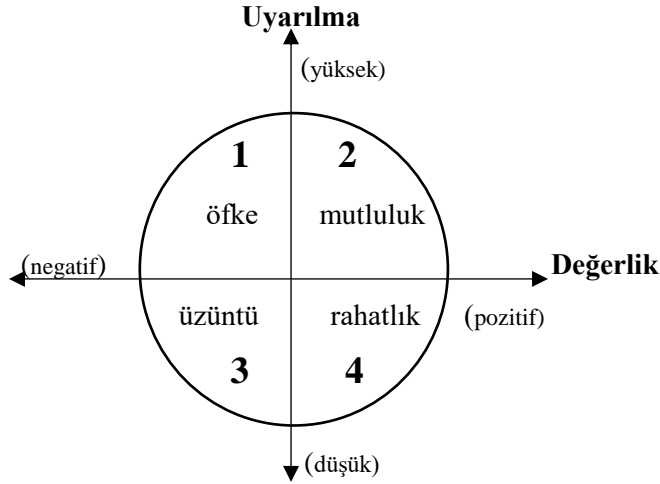 Uyarılma
(yüksek)
1 2
öfke mutluluk
(negatif) Değerlik
üzüntü rahatlık (pozitif)
3 4
(düşük)